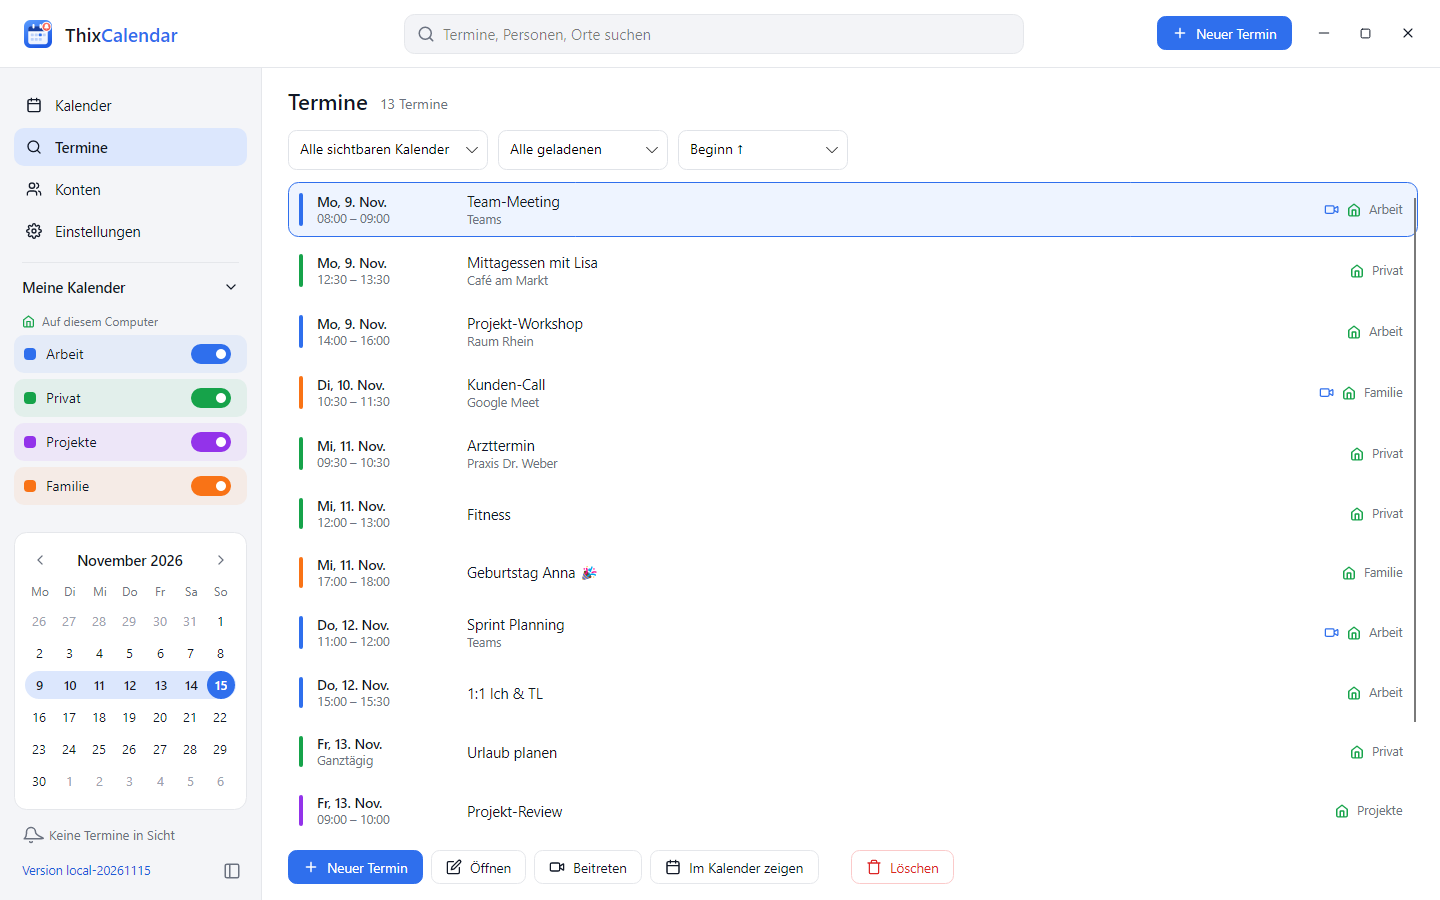 ThixCalendar
Termine, Personen, Orte suchen
Neuer Termin
Kalender
Termine
Konten
Einstellungen
Meine Kalender
Auf diesem Computer
Arbeit
Privat
Projekte
Familie
November 2026
Mo Di Mi Do Fr Sa So
26 27 28 29 30 31 1
2 3 4 5 6 7 8
9 10 11 12 13 14 15
16 17 18 19 20 21 22
23 24 25 26 27 28 29
30 1 2 3 4 5 6
Keine Termine in Sicht
Version local-20261115
Termine 13 Termine
Alle sichtbaren Kalender Alle geladenen Beginn ↑
Mo, 9. Nov. Team-Meeting
08:00 – 09:00 Teams Arbeit
Mo, 9. Nov. Mittagessen mit Lisa
12:30 – 13:30 Café am Markt Privat
Mo, 9. Nov. Projekt-Workshop
14:00 – 16:00 Raum Rhein Arbeit
Di, 10. Nov. Kunden-Call
10:30 – 11:30 Google Meet Familie
Mi, 11. Nov. Arzttermin
09:30 – 10:30 Praxis Dr. Weber Privat
Mi, 11. Nov.
12:00 – 13:00 Fitness Privat
Mi, 11. Nov.
17:00 – 18:00 Geburtstag Anna 🎉 Familie
Do, 12. Nov. Sprint Planning
11:00 – 12:00 Teams Arbeit
Do, 12. Nov.
15:00 – 15:30 1:1 Ich & TL Arbeit
Fr, 13. Nov.
Ganztägig Urlaub planen Privat
Fr, 13. Nov.
09:00 – 10:00 Projekt-Review Projekte
Neuer Termin Öffnen Beitreten Im Kalender zeigen Löschen